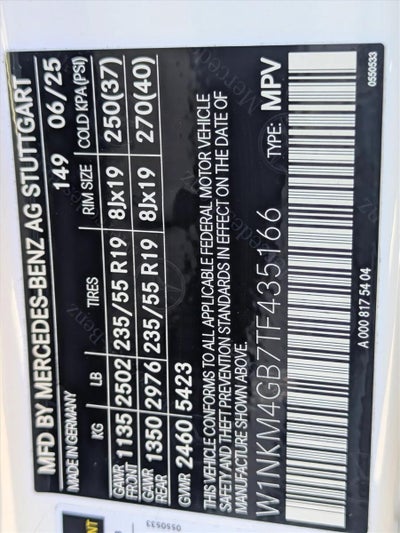 MFD BY MERCEDES-BENZ AG STUTTGART
MADE IN GERMANY 149 06/25
KG LB TIRES RIM SIZE COLD KPA(PSI)
GAWR FRONT 1135 2502 235/55 R19 8Jx19 250(37)
GAWR REAR 1350 2976 235/55 R19 8Jx19 270(40)
GVWR 2460 5423
THIS VEHICLE CONFORMS TO ALL APPLICABLE FEDERAL MOTOR VEHICLE
SAFETY AND THEFT PREVENTION STANDARDS IN EFFECT ON THE DATE OF
MANUFACTURE SHOWN ABOVE.
W1NKM4GB7TF435166 TYPE: MPV
A 000 817 54 04
0550533
0550533